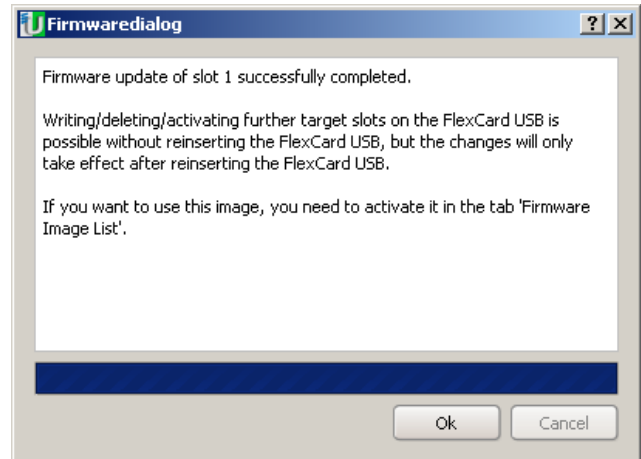 Firmwaredialog
Firmware update of slot 1 successfully completed.
Writing/deleting/activating further target slots on the FlexCard USB is
possible without reinserting the FlexCard USB, but the changes will only
take effect after reinserting the FlexCard USB.
If you want to use this image, you need to activate it in the tab 'Firmware
Image List'.
Ok
Cancel